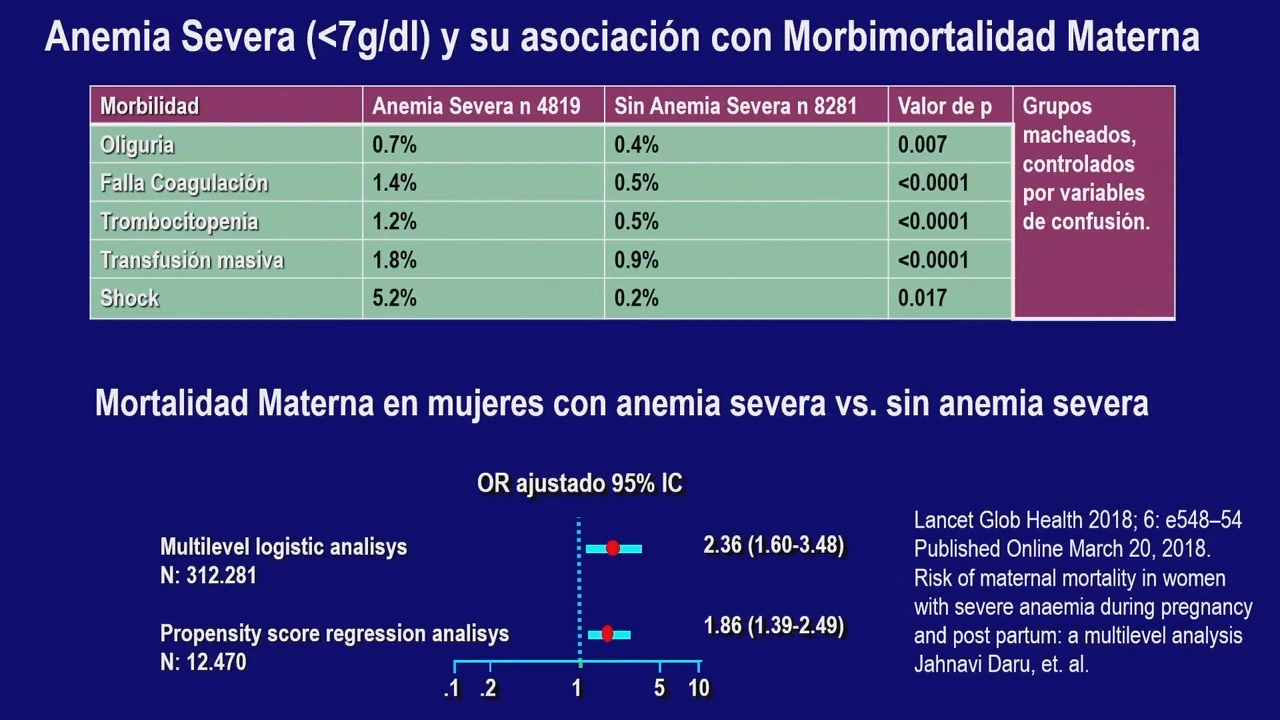 Anemia Severa (<7g/dl) y su asociación con Morbimortalidad Materna
Morbilidad Anemia Severa n 4819 Sin Anemia Severa n 8281 Valor de p
Grupos
macheados,
controlados
por variables
de confusión.
Oliguria 0.7% 0.4% 0.007
Falla Coagulación 1.4% 0.5% <0.0001
Trombocitopenia 1.2% 0.5% <0.0001
Transfusión masiva 1.8% 0.9% <0.0001
Shock 5.2% 0.2% 0.017
Mortalidad Materna en mujeres con anemia severa vs. sin anemia severa
OR ajustado 95% IC
Multilevel logistic analisys 2.36 (1.60-3.48)
N: 312.281
Propensity score regression analisys 1.86 (1.39-2.49)
N: 12.470
.1 .2 1 5 10
Lancet Glob Health 2018; 6: e548–54
Published Online March 20, 2018.
Risk of maternal mortality in women
with severe anaemia during pregnancy
and post partum: a multilevel analysis
Jahnavi Daru, et. al.